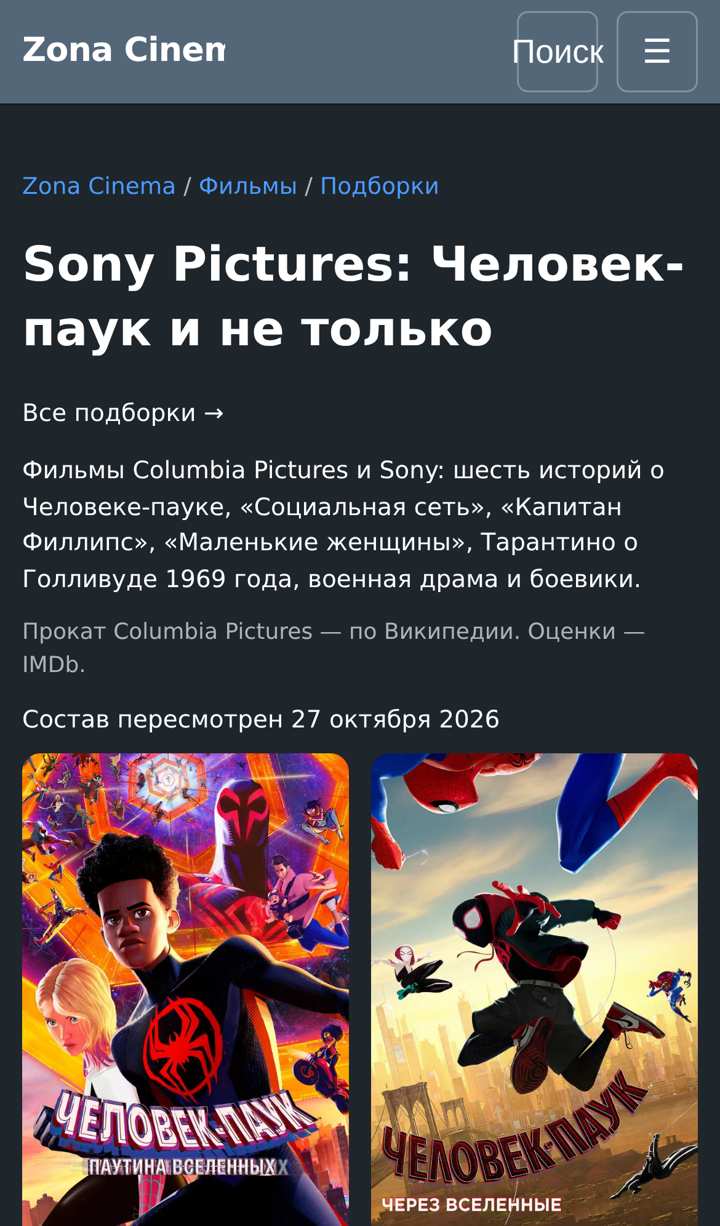 Zona Cinem
Поиск ☰
Zona Cinema / Фильмы / Подборки
Sony Pictures: Человек-
паук и не только
Все подборки →
Фильмы Columbia Pictures и Sony: шесть историй о
Человеке-пауке, «Социальная сеть», «Капитан
Филлипс», «Маленькие женщины», Тарантино о
Голливуде 1969 года, военная драма и боевики.
Прокат Columbia Pictures — по Википедии. Оценки —
IMDb.
Состав пересмотрен 27 октября 2026
ЧЕЛОВЕК-ПАУК
ПАУТИНА ВСЕЛЕННЫХ
ЧЕЛОВЕК-ПАУК
ЧЕРЕЗ ВСЕЛЕННЫЕ